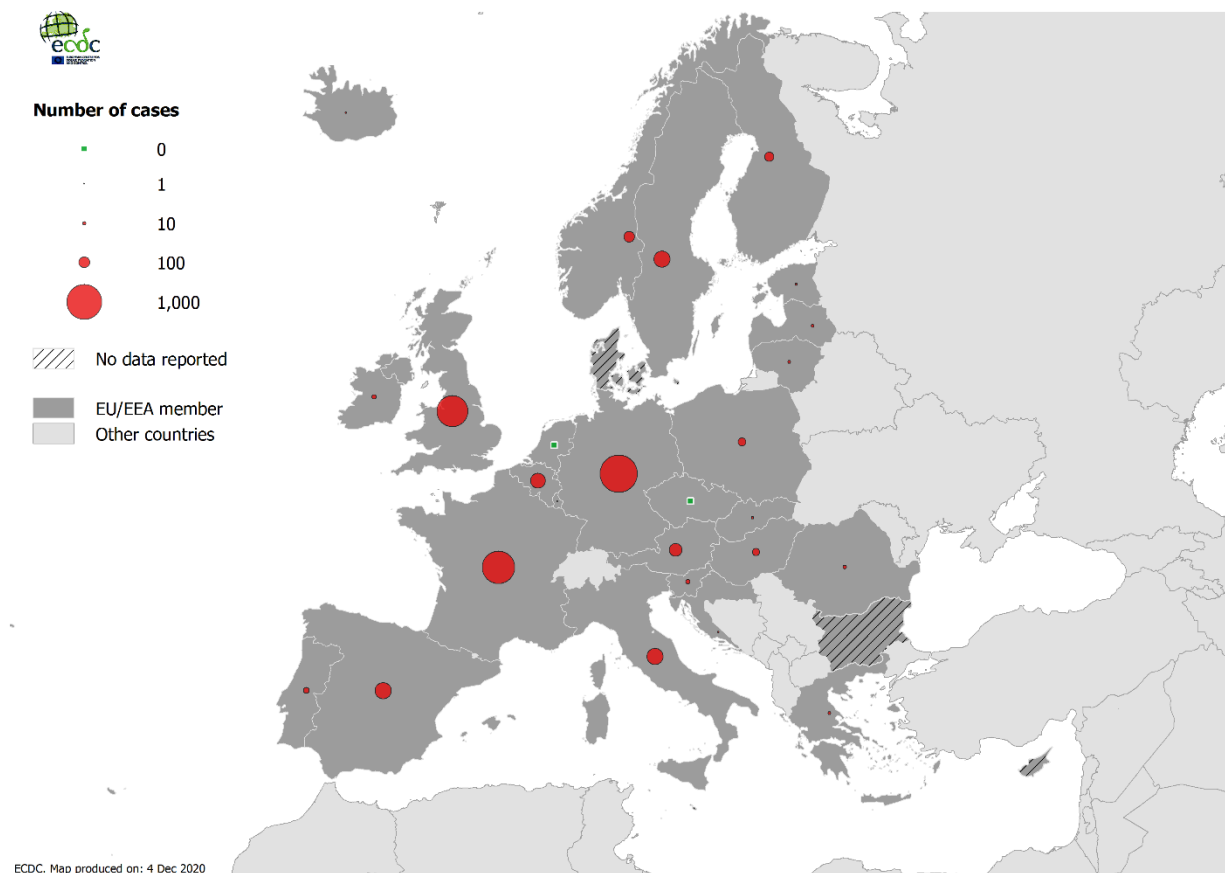 ecdc
Number of cases
0
1
10
100
1,000
No data reported
EU/EEA member
Other countries
ECDC. Map produced on: 4 Dec 2020